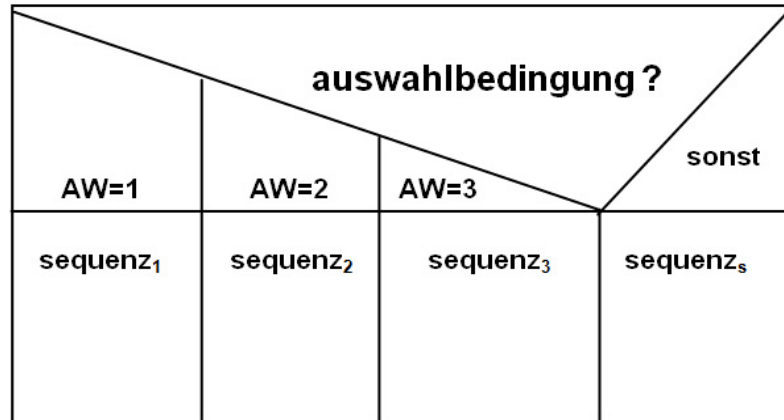 auswahlbedingung ?
sonst
AW=1 AW=2 AW=3
sequenz₁ sequenz₂ sequenz₃ sequenzₛ